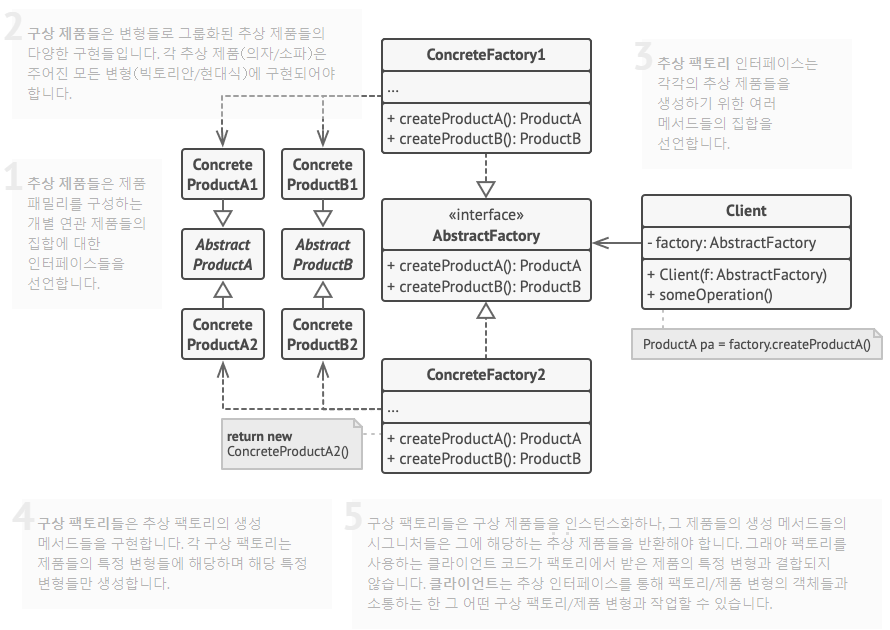 2
구상 제품들은 변형들로 그룹화된 추상 제품들의
다양한 구현들입니다. 각 추상 제품(의자/소파)은
주어진 모든 변형(빅토리안/현대식)에 구현되어야
합니다.
ConcreteFactory1
...
+ createProductA(): ProductA
+ createProductB(): ProductB
3
추상 팩토리 인터페이스는
각각의 추상 제품들을
생성하기 위한 여러
메서드들의 집합을
선언합니다.
1
추상 제품들은 제품
패밀리를 구성하는
개별 연관 제품들의
집합에 대한
인터페이스들을
선언합니다.
Concrete
ProductA1
Concrete
ProductB1
Abstract
ProductA
Abstract
ProductB
Concrete
ProductA2
Concrete
ProductB2
«interface»
AbstractFactory
+ createProductA(): ProductA
+ createProductB(): ProductB
Client
- factory: AbstractFactory
+ Client(f: AbstractFactory)
+ someOperation()
ProductA pa = factory.createProductA()
ConcreteFactory2
...
+ createProductA(): ProductA
+ createProductB(): ProductB
return new
ConcreteProductA2()
4
구상 팩토리들은 추상 팩토리의 생성
메서드들을 구현합니다. 각 구상 팩토리는
제품들의 특정 변형들에 해당하며 해당 특정
변형들만 생성합니다.
5
구상 팩토리들은 구상 제품들을 인스턴스화하나, 그 제품들의 생성 메서드들의
시그니처들은 그에 해당하는 추상 제품들을 반환해야 합니다. 그래야 팩토리를
사용하는 클라이언트 코드가 팩토리에서 받은 제품의 특정 변형과 결합되지
않습니다. 클라이언트는 추상 인터페이스를 통해 팩토리/제품 변형의 객체들과
소통하는 한 그 어떤 구상 팩토리/제품 변형과 작업할 수 있습니다.